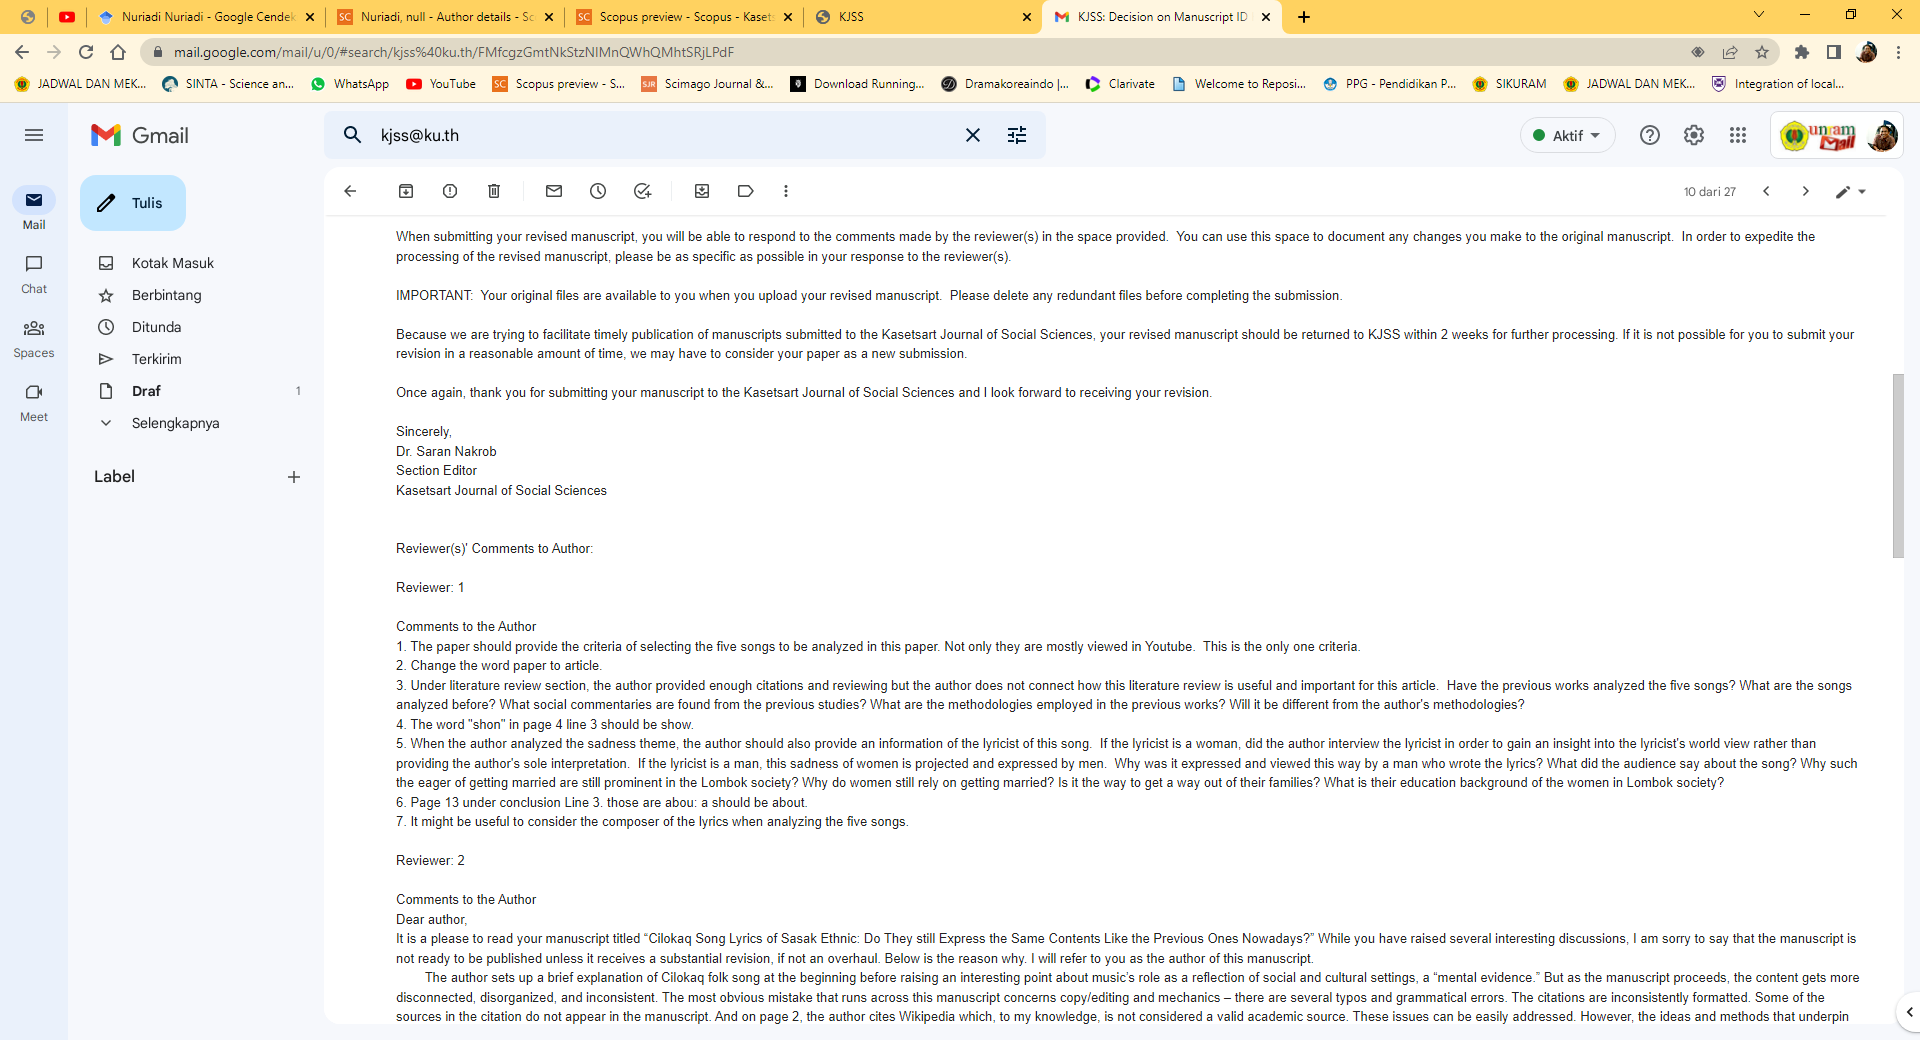 Nuriadi Nuriadi - Google Cendek
Nuriadi, null - Author details - Sc
Scopus preview - Scopus - Kaset
KJSS
KJSS: Decision on Manuscript ID
mail.google.com/mail/u/0/#search/kjss%40ku.th/FMfcgzGmtNkStzNlMnQWhQMhtSRjLPdF
JADWAL DAN MEK...
SINTA - Science an...
WhatsApp
YouTube
Scopus preview - S...
Scimago Journal &...
Download Running...
Dramakoreaindo |...
Clarivate
Welcome to Reposi...
PPG - Pendidikan P...
SIKURAM
JADWAL DAN MEK...
Integration of local...
Gmail
kjss@ku.th
Aktif
unram
Mail
Tulis
10 dari 27
Mail
Chat
Spaces
Meet
Kotak Masuk
Berbintang
Ditunda
Terkirim
Draf 1
Selengkapnya
Label
When submitting your revised manuscript, you will be able to respond to the comments made by the reviewer(s) in the space provided.  You can use this space to document any changes you make to the original manuscript.  In order to expedite the
processing of the revised manuscript, please be as specific as possible in your response to the reviewer(s).
IMPORTANT:  Your original files are available to you when you upload your revised manuscript.  Please delete any redundant files before completing the submission.
Because we are trying to facilitate timely publication of manuscripts submitted to the Kasetsart Journal of Social Sciences, your revised manuscript should be returned to KJSS within 2 weeks for further processing. If it is not possible for you to submit your
revision in a reasonable amount of time, we may have to consider your paper as a new submission.
Once again, thank you for submitting your manuscript to the Kasetsart Journal of Social Sciences and I look forward to receiving your revision.
Sincerely,
Dr. Saran Nakrob
Section Editor
Kasetsart Journal of Social Sciences
Reviewer(s)' Comments to Author:
Reviewer: 1
Comments to the Author
1. The paper should provide the criteria of selecting the five songs to be analyzed in this paper. Not only they are mostly viewed in Youtube.  This is the only one criteria.
2. Change the word paper to article.
3. Under literature review section, the author provided enough citations and reviewing but the author does not connect how this literature review is useful and important for this article.  Have the previous works analyzed the five songs? What are the songs
analyzed before? What social commentaries are found from the previous studies? What are the methodologies employed in the previous works? Will it be different from the author's methodologies?
4. The word "shon" in page 4 line 3 should be show.
5. When the author analyzed the sadness theme, the author should also provide an information of the lyricist of this song.  If the lyricist is a woman, did the author interview the lyricist in order to gain an insight into the lyricist's world view rather than
providing the author's sole interpretation.  If the lyricist is a man, this sadness of women is projected and expressed by men.  Why was it expressed and viewed this way by a man who wrote the lyrics? What did the audience say about the song? Why such
the eager of getting married are still prominent in the Lombok society? Why do women still rely on getting married? Is it the way to get a way out of their families? What is their education background of the women in Lombok society?
6. Page 13 under conclusion Line 3. those are abou: a should be about.
7. It might be useful to consider the composer of the lyrics when analyzing the five songs.
Reviewer: 2
Comments to the Author
Dear author,
It is a please to read your manuscript titled “Cilokaq Song Lyrics of Sasak Ethnic: Do They still Express the Same Contents Like the Previous Ones Nowadays?” While you have raised several interesting discussions, I am sorry to say that the manuscript is
not ready to be published unless it receives a substantial revision, if not an overhaul. Below is the reason why. I will refer to you as the author of this manuscript.
The author sets up a brief explanation of Cilokaq folk song at the beginning before raising an interesting point about music’s role as a reflection of social and cultural settings, a “mental evidence.” But as the manuscript proceeds, the content gets more
disconnected, disorganized, and inconsistent. The most obvious mistake that runs across this manuscript concerns copy/editing and mechanics – there are several typos and grammatical errors. The citations are inconsistently formatted. Some of the
sources in the citation do not appear in the manuscript. And on page 2, the author cites Wikipedia which, to my knowledge, is not considered a valid academic source. These issues can be easily addressed. However, the ideas and methods that underpin